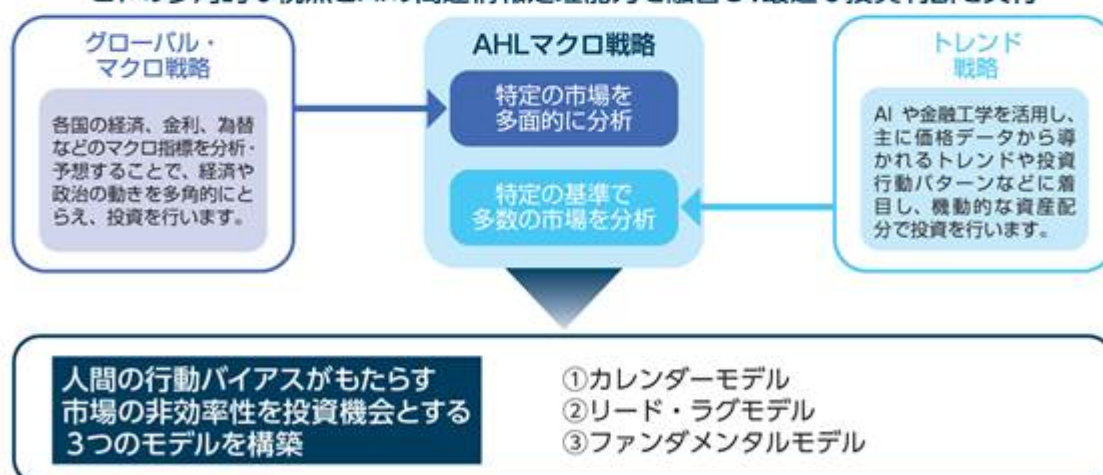 グローバル・
マクロ戦略
各国の経済、金利、為替
などのマクロ指標を分析・
予想することで、経済や
政治の動きを多角的にと
らえ、投資を行います。
AHLマクロ戦略
特定の市場を
多面的に分析
特定の基準で
多数の市場を分析
トレンド
戦略
AI や金融工学を活用し、
主に価格データから導
かれるトレンドや投資
行動パターンなどに着
目し、機動的な資産配
分で投資を行います。
人間の行動バイアスがもたらす
市場の非効率性を投資機会とする
3つのモデルを構築
①カレンダーモデル
②リード・ラグモデル
③ファンダメンタルモデル